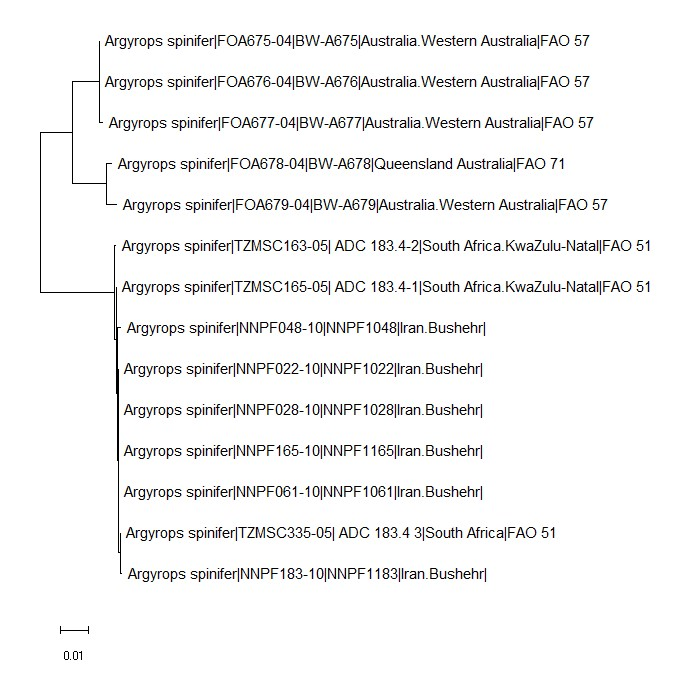 Argyrops spinifer|FOA675-04|BW-A675|Australia.Western Australia|FAO 57
Argyrops spinifer|FOA676-04|BW-A676|Australia.Western Australia|FAO 57
Argyrops spinifer|FOA677-04|BW-A677|Australia.Western Australia|FAO 57
Argyrops spinifer|FOA678-04|BW-A678|Queensland Australia|FAO 71
Argyrops spinifer|FOA679-04|BW-A679|Australia.Western Australia|FAO 57
Argyrops spinifer|TZMSC163-05| ADC 183.4-2|South Africa.KwaZulu-Natal|FAO 51
Argyrops spinifer|TZMSC165-05| ADC 183.4-1|South Africa.KwaZulu-Natal|FAO 51
Argyrops spinifer|NNPF048-10|NNPF1048|Iran.Bushehr|
Argyrops spinifer|NNPF022-10|NNPF1022|Iran.Bushehr|
Argyrops spinifer|NNPF028-10|NNPF1028|Iran.Bushehr|
Argyrops spinifer|NNPF165-10|NNPF1165|Iran.Bushehr|
Argyrops spinifer|NNPF061-10|NNPF1061|Iran.Bushehr|
Argyrops spinifer|TZMSC335-05| ADC 183.4 3|South Africa|FAO 51
Argyrops spinifer|NNPF183-10|NNPF1183|Iran.Bushehr|
0.01